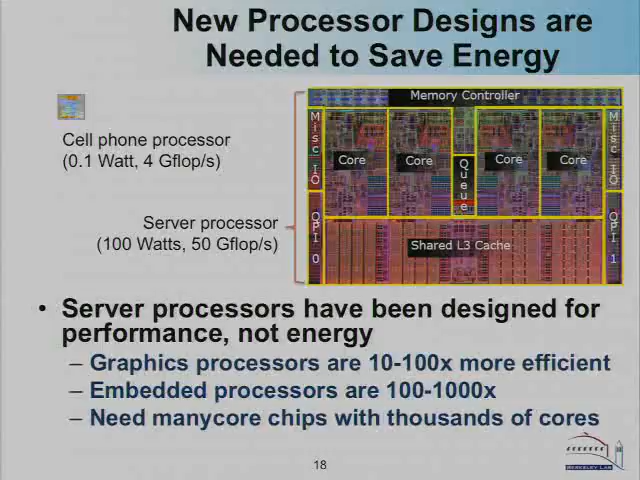 New Processor Designs are
Needed to Save Energy
Memory Controller
Misc IO
Core
Core
Queue
Core
Core
Misc IO
Cell phone processor
(0.1 Watt, 4 Gflop/s)
Server processor
(100 Watts, 50 Gflop/s)
QPI 0
Shared L3 Cache
QPI 1
• Server processors have been designed for
performance, not energy
– Graphics processors are 10-100x more efficient
– Embedded processors are 100-1000x
– Need manycore chips with thousands of cores
18
BERKELEY LAB